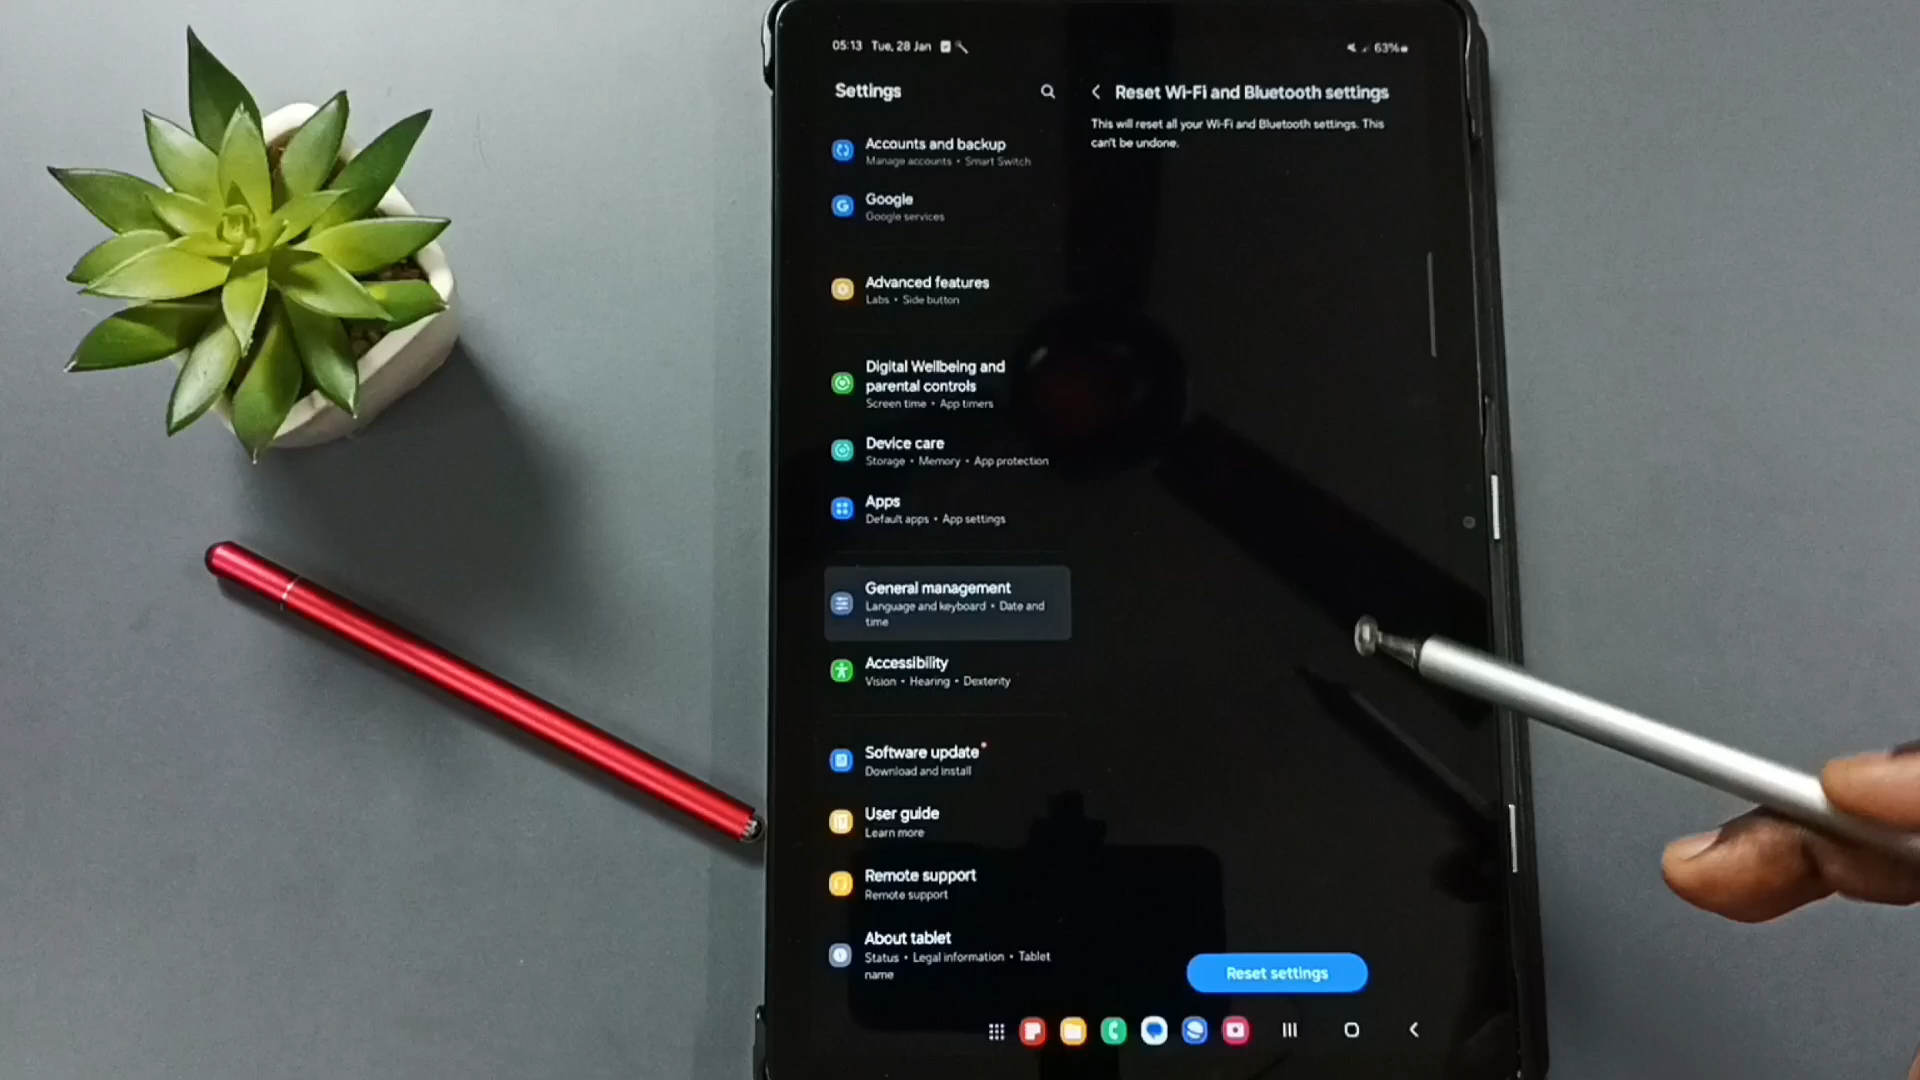 05:13 Tue, 28 Jan
63%
Settings
Accounts and backup
Manage accounts • Smart Switch
Google
Google services
Advanced features
Labs • Side button
Digital Wellbeing and
parental controls
Screen time • App timers
Device care
Storage • Memory • App protection
Apps
Default apps • App settings
General management
Language and keyboard • Date and
time
Accessibility
Vision • Hearing • Dexterity
Software update
Download and install
User guide
Learn more
Remote support
Remote support
About tablet
Status • Legal information • Tablet
name
Reset Wi-Fi and Bluetooth settings
This will reset all your Wi-Fi and Bluetooth settings. This
can't be undone.
Reset settings